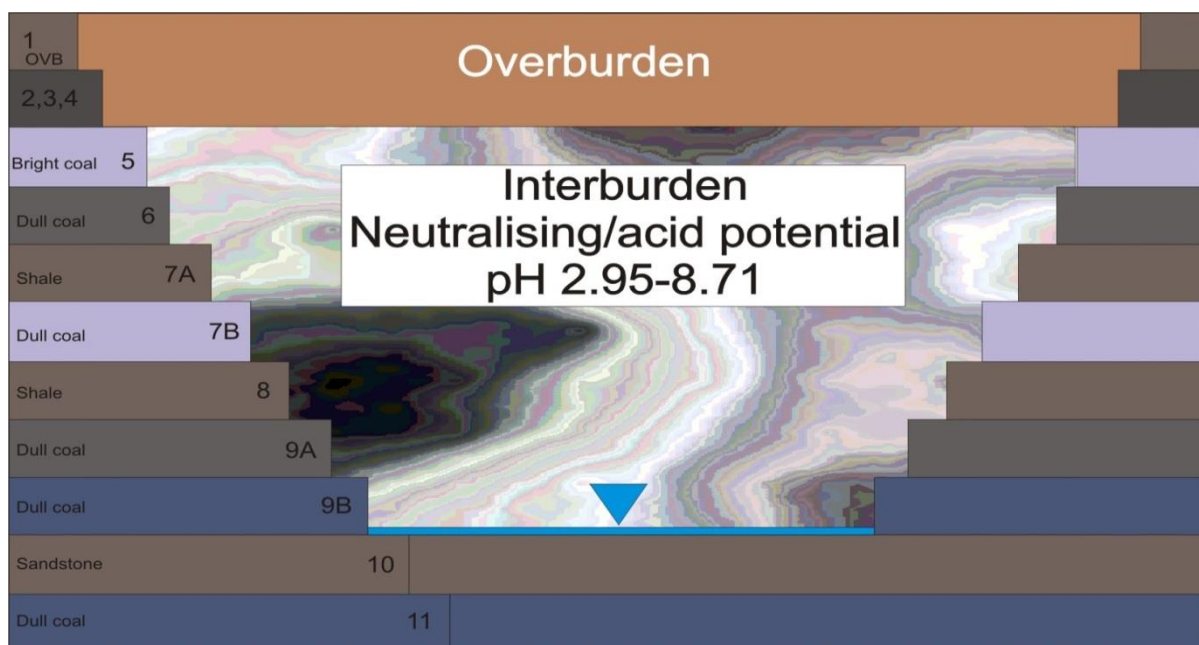 1
OVB
Overburden
2,3,4
Bright coal 5
Interburden
Neutralising/acid potential
pH 2.95-8.71
Dull coal 6
Shale 7A
Dull coal 7B
Shale 8
Dull coal 9A
Dull coal 9B
Sandstone 10
Dull coal 11